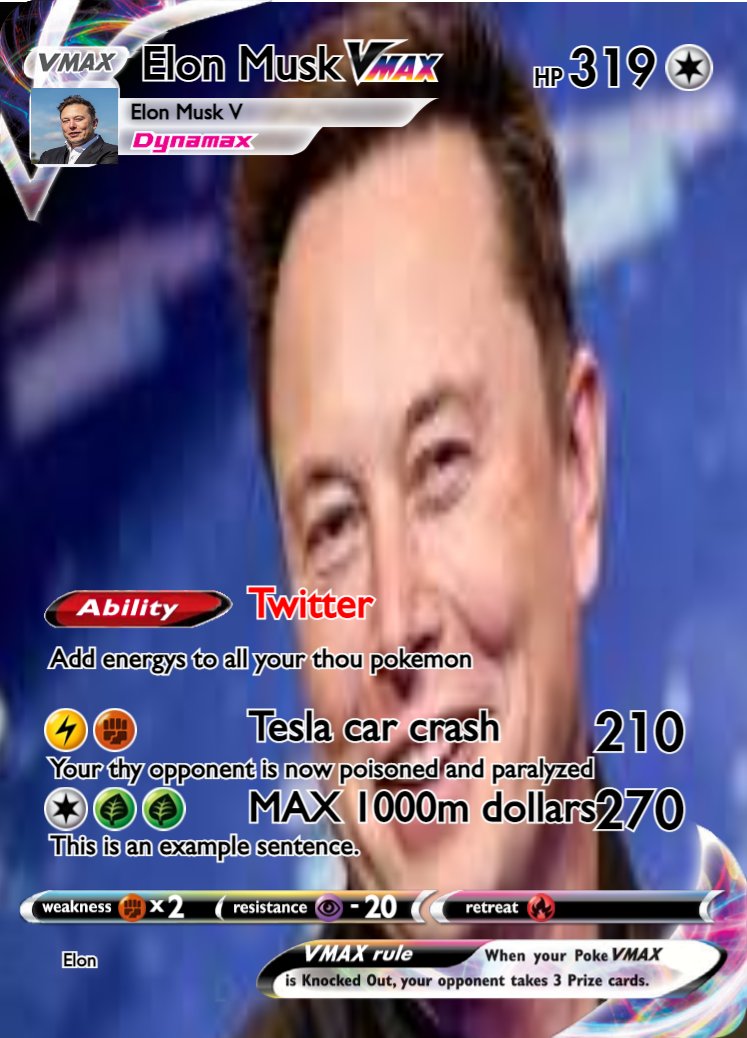 VMAX Elon Musk VMAX HP 319
Elon Musk V
Dynamax
Ability Twitter
Add energys to all your thou pokemon
Tesla car crash 210
Your thy opponent is now poisoned and paralyzed
MAX 1000m dollars 270
This is an example sentence.
weakness x2 resistance - 20 retreat
Elon
VMAX rule When your Poke VMAX
is Knocked Out, your opponent takes 3 Prize cards.